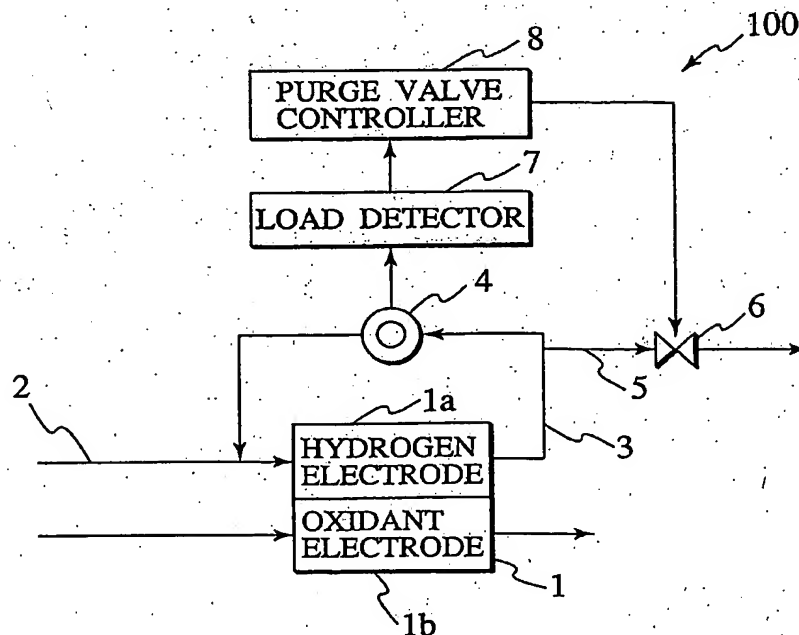 100
8
PURGE VALVE
CONTROLLER
7
LOAD DETECTOR
4
6
5
2
1a
3
HYDROGEN
ELECTRODE
OXIDANT
ELECTRODE
1
1b